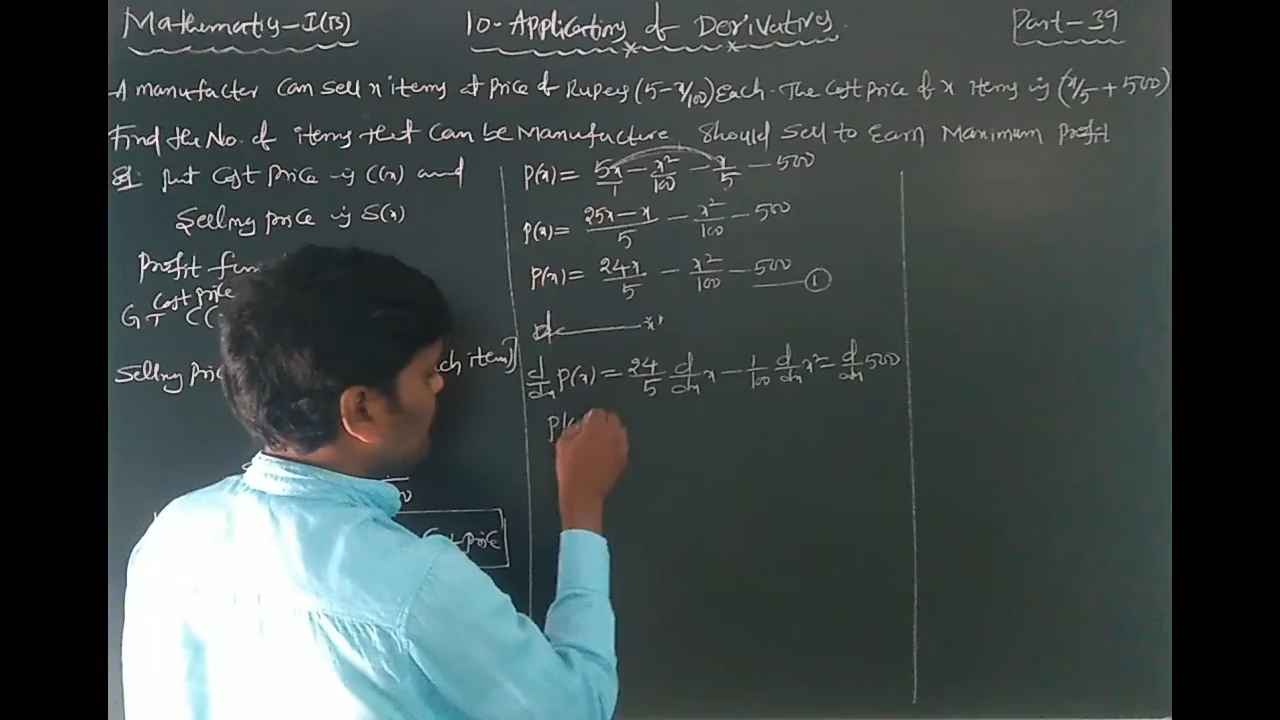 Mathematics-I(B)
10. Applications of Derivatives.
Part-39
A manufacter Can Sell x items at price of Rupees (5-x/100) Each. The Cost price of x items is (x/5 + 500)
Find the No. of items that Can be Manufacture Should Sell to Earn Maximum Profit
Sol: Put Cost Price is C(x) and
Selling price is S(x)
Profit fun
Cost price
GT C(
Selling Pric
ch item]
price
P(x) = 5x/1 - x²/100 - x/5 - 500
P(x) = 25x-x/5 - x²/100 - 500
P(x) = 24x/5 - x²/100 - 500 — 1
d 'x'
d/dx P(x) = 24/5 d/dx x - 1/100 d/dx x² = d/dx 500
P'(